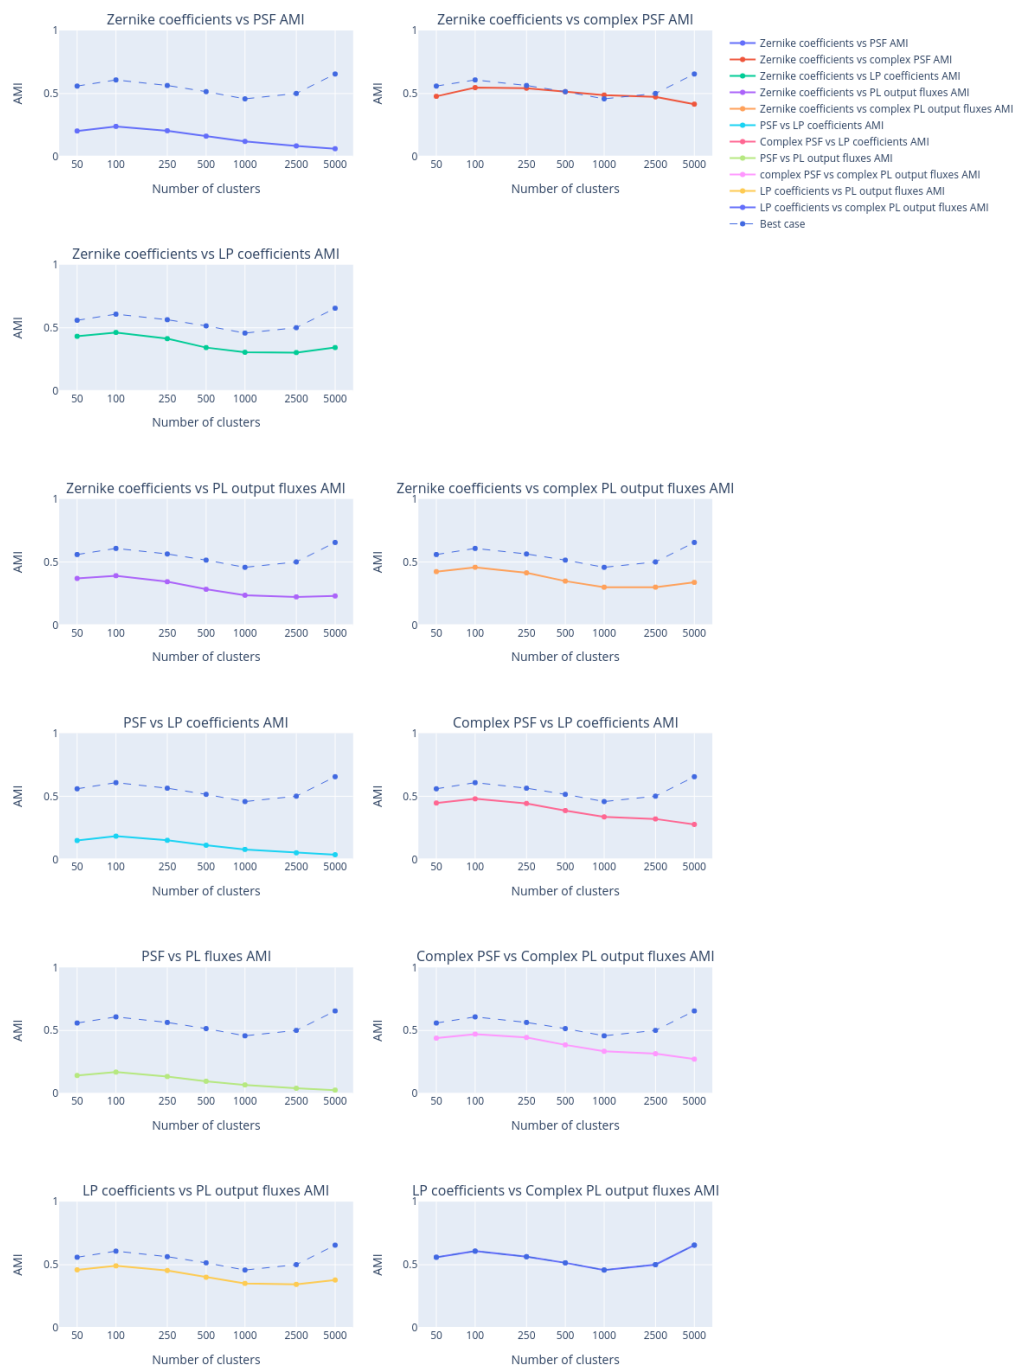 Zernike coefficients vs PSF AMI
1
0.5
0
AMI
50 100 250 500 1000 2500 5000
Number of clusters
Zernike coefficients vs complex PSF AMI
1
0.5
0
AMI
50 100 250 500 1000 2500 5000
Number of clusters
Zernike coefficients vs PSF AMI
Zernike coefficients vs complex PSF AMI
Zernike coefficients vs LP coefficients AMI
Zernike coefficients vs PL output fluxes AMI
Zernike coefficients vs complex PL output fluxes AMI
PSF vs LP coefficients AMI
Complex PSF vs LP coefficients AMI
PSF vs PL output fluxes AMI
complex PSF vs complex PL output fluxes AMI
LP coefficients vs PL output fluxes AMI
LP coefficients vs complex PL output fluxes AMI
Best case
Zernike coefficients vs LP coefficients AMI
1
0.5
0
AMI
50 100 250 500 1000 2500 5000
Number of clusters
Zernike coefficients vs PL output fluxes AMI
1
0.5
0
AMI
50 100 250 500 1000 2500 5000
Number of clusters
Zernike coefficients vs complex PL output fluxes AMI
1
0.5
0
AMI
50 100 250 500 1000 2500 5000
Number of clusters
PSF vs LP coefficients AMI
1
0.5
0
AMI
50 100 250 500 1000 2500 5000
Number of clusters
Complex PSF vs LP coefficients AMI
1
0.5
0
AMI
50 100 250 500 1000 2500 5000
Number of clusters
PSF vs PL fluxes AMI
1
0.5
0
AMI
50 100 250 500 1000 2500 5000
Number of clusters
Complex PSF vs Complex PL output fluxes AMI
1
0.5
0
AMI
50 100 250 500 1000 2500 5000
Number of clusters
LP coefficients vs PL output fluxes AMI
1
0.5
0
AMI
50 100 250 500 1000 2500 5000
Number of clusters
LP coefficients vs Complex PL output fluxes AMI
1
0.5
0
AMI
50 100 250 500 1000 2500 5000
Number of clusters